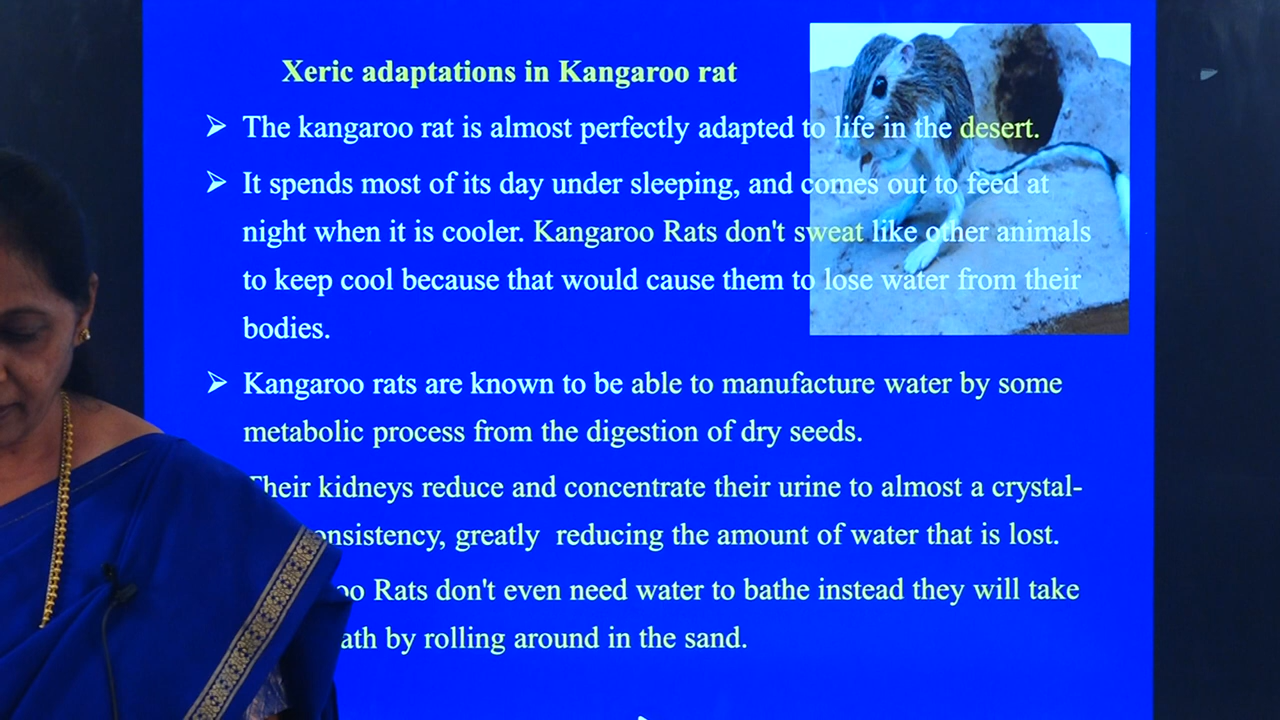 Xeric adaptations in Kangaroo rat
➢ The kangaroo rat is almost perfectly adapted to life in the desert.
➢ It spends most of its day under sleeping, and comes out to feed at
night when it is cooler. Kangaroo Rats don't sweat like other animals
to keep cool because that would cause them to lose water from their
bodies.
➢ Kangaroo rats are known to be able to manufacture water by some
metabolic process from the digestion of dry seeds.
Their kidneys reduce and concentrate their urine to almost a crystal-
onsistency, greatly reducing the amount of water that is lost.
oo Rats don't even need water to bathe instead they will take
ath by rolling around in the sand.